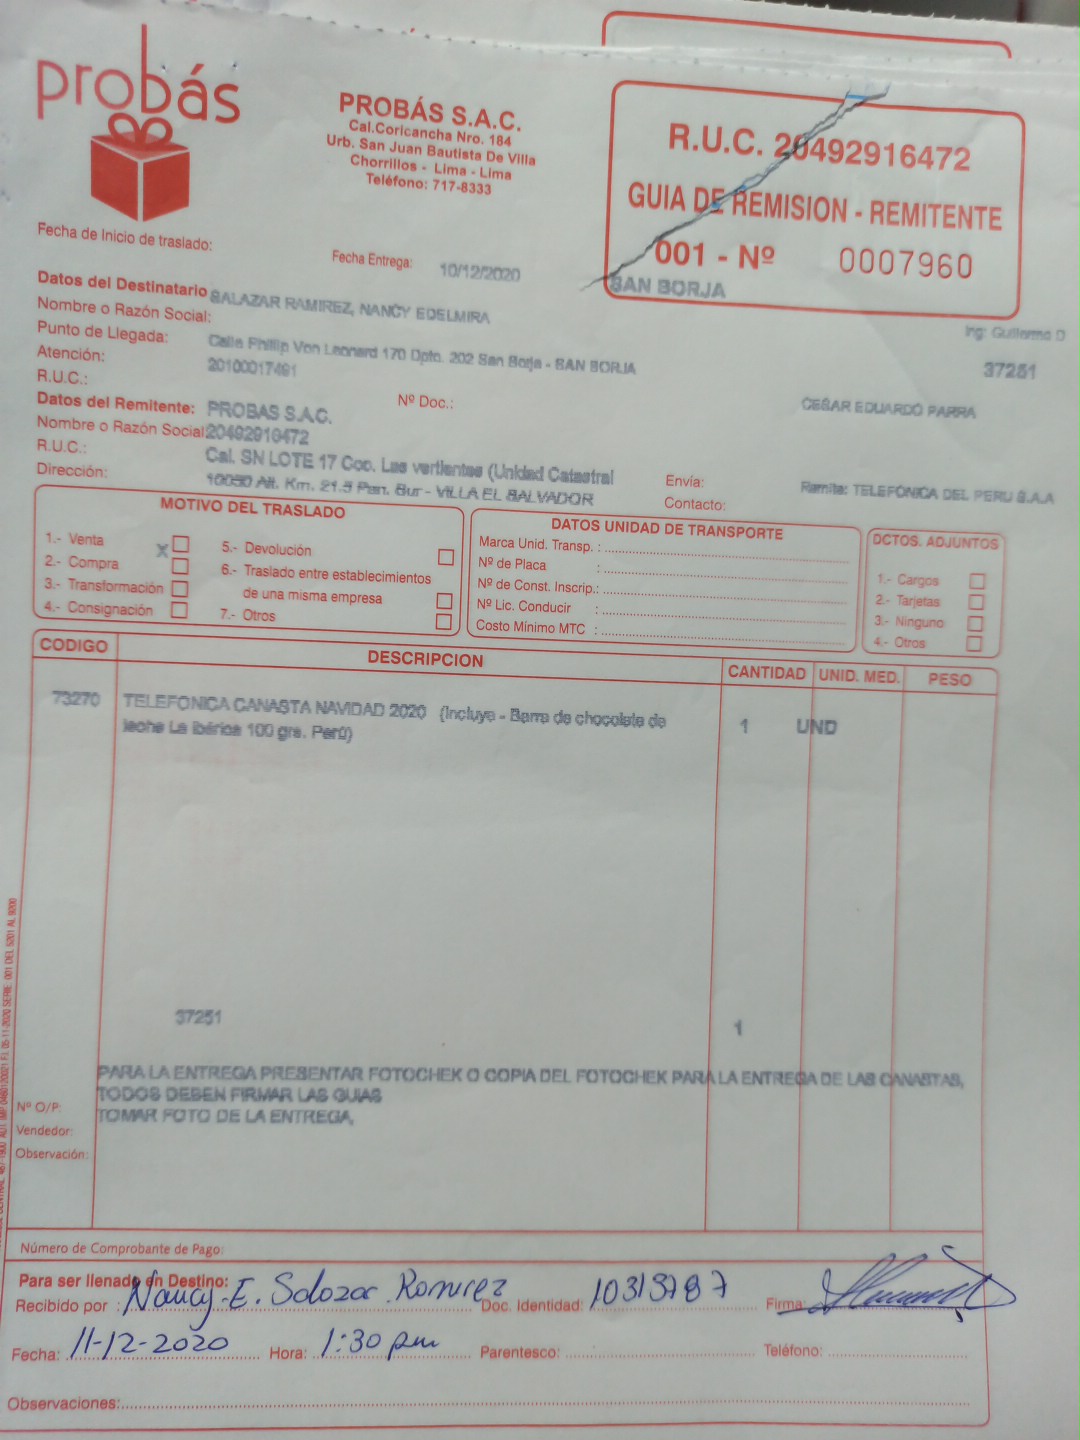 probás
PROBÁS S.A.C.
Cal.Coricancha Nro. 184
Urb. San Juan Bautista De Villa
Chorrillos - Lima - Lima
Teléfono: 717-8333
R.U.C. 20492916472
GUIA DE REMISION - REMITENTE
001 - Nº 0007960
SAN BORJA
Fecha de Inicio de traslado:
Fecha Entrega: 10/12/2020
Datos del Destinatario
Nombre o Razón Social: SALAZAR RAMIREZ, NANCY EDELMIRA
Ing: Guillermo D
Punto de Llegada: Calle Phillip Von Leonard 170 Dpto. 202 San Borja - SAN BORJA
37251
Atención: 20100017491
R.U.C.:
Nº Doc.:
CESAR EDUARDO PARRA
Datos del Remitente: PROBAS S.A.C.
Nombre o Razón Social 20492916472
R.U.C.: Cal. SN LOTE 17 Coo. Las vertientes (Unidad Catastral
Dirección: 10050 Alt. Km. 21.5 Pan. Sur - VILLA EL SALVADOR
Envía: Remite: TELEFONICA DEL PERU S.A.A
Contacto:
MOTIVO DEL TRASLADO
1.- Venta X
2.- Compra
3.- Transformación
4.- Consignación
5.- Devolución
6.- Traslado entre establecimientos
de una misma empresa
7.- Otros
DATOS UNIDAD DE TRANSPORTE
Marca Unid. Transp. :
Nº de Placa :
Nº de Const. Inscrip.:
Nº Lic. Conducir :
Costo Mínimo MTC :
DCTOS. ADJUNTOS
1.- Cargos
2.- Tarjetas
3.- Ninguno
4.- Otros
CODIGO DESCRIPCION CANTIDAD UNID. MED. PESO
73270 TELEFONICA CANASTA NAVIDAD 2020 (Incluye - Barra de chocolate de 1 UND
leche La Ibérica 100 grs. Perú)
37251 1
PARA LA ENTREGA PRESENTAR FOTOCHEK O COPIA DEL FOTOCHEK PARA LA ENTREGA DE LAS CANASTAS,
TODOS DEBEN FIRMAR LAS GUIAS
TOMAR FOTO DE LA ENTREGA,
Nº O/P:
Vendedor:
Observación:
Número de Comprobante de Pago:
Para ser llenado en Destino:
Recibido por : Nancy E. Salazar Ramirez Doc. Identidad: 10313787 Firma:
Fecha: 11-12-2020 Hora: 1:30 pm Parentesco: Teléfono:
Observaciones: